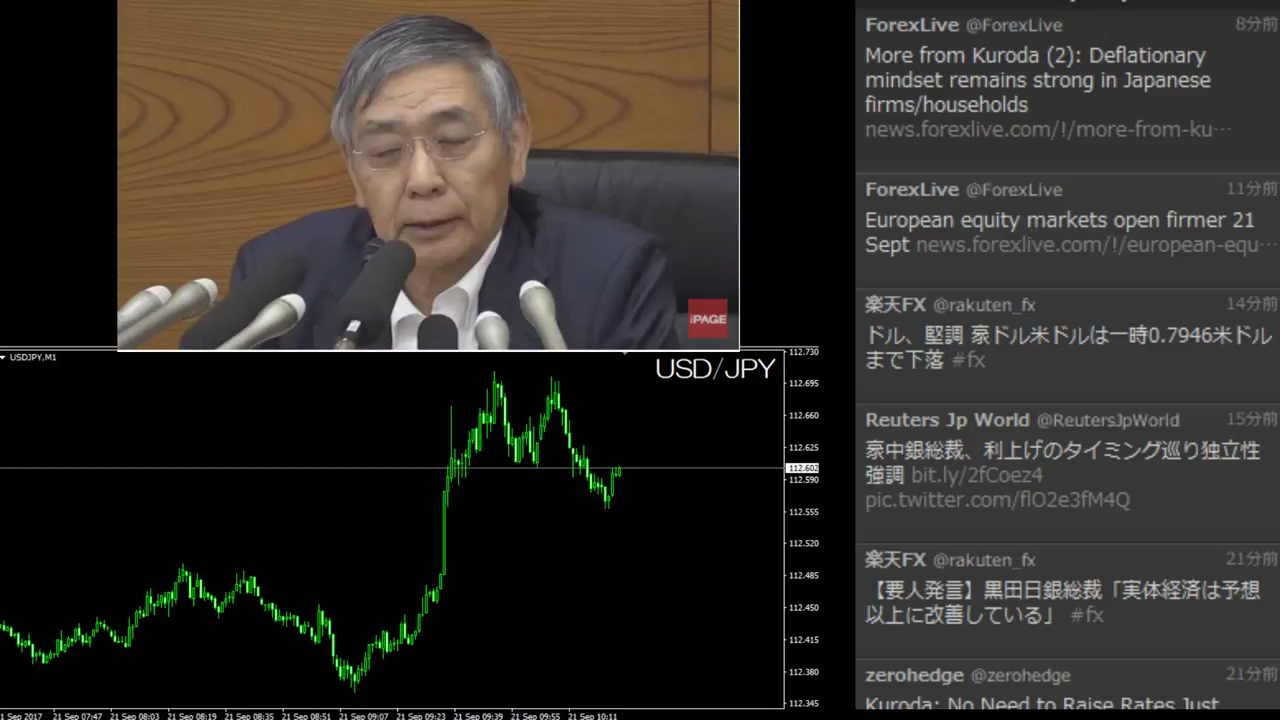 iPAGE
USDJPY,M1
USD/JPY
112.730
112.695
112.660
112.625
112.602
112.590
112.555
112.520
112.485
112.450
112.415
112.380
112.345
1 Sep 2017 21 Sep 07:47 21 Sep 08:03 21 Sep 08:19 21 Sep 08:35 21 Sep 08:51 21 Sep 09:07 21 Sep 09:23 21 Sep 09:39 21 Sep 09:55 21 Sep 10:11
ForexLive @ForexLive 8分前
More from Kuroda (2): Deflationary
mindset remains strong in Japanese
firms/households
news.forexlive.com/!/more-from-ku…
ForexLive @ForexLive 11分前
European equity markets open firmer 21
Sept news.forexlive.com/!/european-equ…
楽天FX @rakuten_fx 14分前
ドル、堅調 豪ドル米ドルは一時0.7946米ドル
まで下落 #fx
Reuters Jp World @ReutersJpWorld 15分前
豪中銀総裁、利上げのタイミング巡り独立性
強調 bit.ly/2fCoez4
pic.twitter.com/flO2e3fM4Q
楽天FX @rakuten_fx 21分前
【要人発言】黒田日銀総裁「実体経済は予想
以上に改善している」 #fx
zerohedge @zerohedge 21分前
Kuroda: No Need to Raise Rates Just